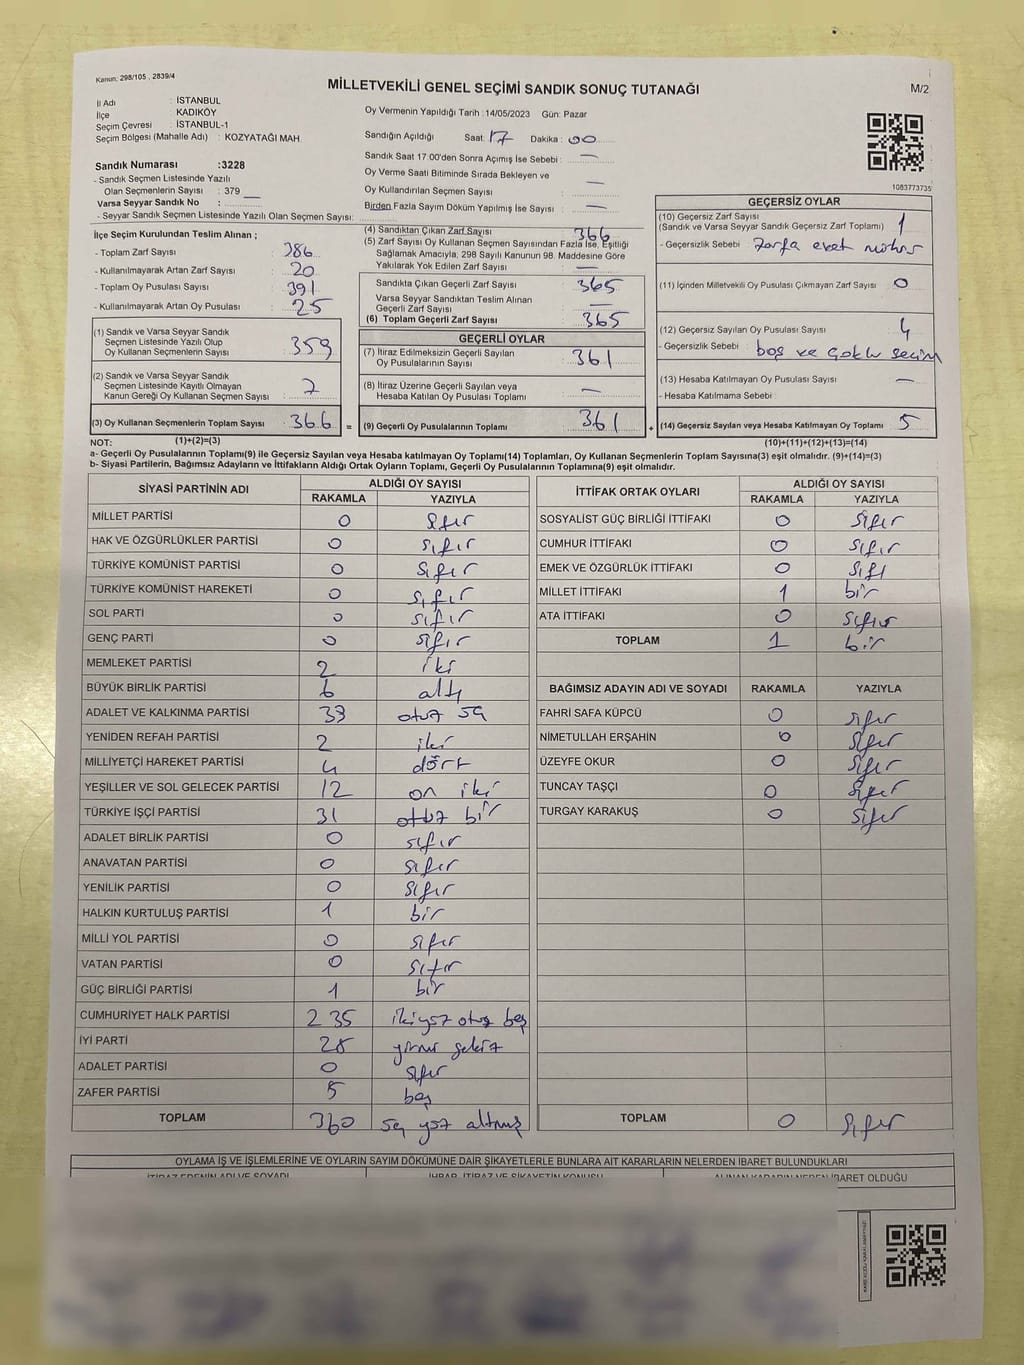 Kanun: 298/105 , 2839/4
MİLLETVEKİLİ GENEL SEÇİMİ SANDIK SONUÇ TUTANAĞI
M/2
İl Adı : İSTANBUL
İlçe : KADIKÖY
Seçim Çevresi : İSTANBUL-1
Seçim Bölgesi (Mahalle Adı) : KOZYATAĞI MAH.
Oy Vermenin Yapıldığı Tarih :14/05/2023 Gün: Pazar
Sandığın Açıldığı Saat: 17 Dakika : 00
Sandık Saat 17:00'den Sonra Açımış İse Sebebi : —
Oy Verme Saati Bitiminde Sırada Bekleyen ve
Oy Kullandırılan Seçmen Sayısı —
Birden Fazla Sayım Döküm Yapılmış İse Sayısı : —
Sandık Numarası :3228
- Sandık Seçmen Listesinde Yazılı
Olan Seçmenlerin Sayısı : 379
Varsa Seyyar Sandık No : —
- Seyyar Sandık Seçmen Listesinde Yazılı Olan Seçmen Sayısı:
1083773735
İlçe Seçim Kurulundan Teslim Alınan ;
- Toplam Zarf Sayısı : 386
- Kullanılmayarak Artan Zarf Sayısı : 20
- Toplam Oy Pusulası Sayısı : 391
- Kullanılmayarak Artan Oy Pusulası : 25
(1) Sandık ve Varsa Seyyar Sandık
Seçmen Listesinde Yazılı Olup
Oy Kullanan Seçmenlerin Sayısı : 359
(2) Sandık ve Varsa Seyyar Sandık
Seçmen Listesinde Kayıtlı Olmayan
Kanun Gereği Oy Kullanan Seçmen Sayısı : 7
(3) Oy Kullanan Seçmenlerin Toplam Sayısı : 366
(4) Sandıktan Çıkan Zarf Sayısı : 366
(5) Zarf Sayısı Oy Kullanan Seçmen Sayısından Fazla İse, Eşitliği
Sağlamak Amacıyla; 298 Sayılı Kanunun 98. Maddesine Göre
Yakılarak Yok Edilen Zarf Sayısı : —
Sandıkta Çıkan Geçerli Zarf Sayısı : 365
Varsa Seyyar Sandıktan Teslim Alınan
Geçerli Zarf Sayısı : —
(6) Toplam Geçerli Zarf Sayısı : 365
GEÇERLİ OYLAR
(7) İtiraz Edilmeksizin Geçerli Sayılan
Oy Pusulalarının Sayısı : 361
(8) İtiraz Üzerine Geçerli Sayılan veya
Hesaba Katılan Oy Pusulası Toplamı : —
= (9) Geçerli Oy Pusulalarının Toplamı : 361
GEÇERSİZ OYLAR
(10) Geçersiz Zarf Sayısı 1
(Sandık ve Varsa Seyyar Sandık Geçersiz Zarf Toplamı) :
- Geçersizlik Sebebi : Zarfa evet mührü
(11) İçinden Milletvekili Oy Pusulası Çıkmayan Zarf Sayısı : 0
(12) Geçersiz Sayılan Oy Pusulası Sayısı : 4
- Geçersizlik Sebebi : boş ve çoklu seçim
(13) Hesaba Katılmayan Oy Pusulası Sayısı : —
- Hesaba Katılmama Sebebi :
+ (14) Geçersiz Sayılan veya Hesaba Katılmayan Oy Toplamı : 5
NOT: (1)+(2)=(3)
(10)+(11)+(12)+(13)=(14)
a- Geçerli Oy Pusulalarının Toplamı(9) ile Geçersiz Sayılan veya Hesaba katılmayan Oy Toplamı(14) Toplamları, Oy Kullanan Seçmenlerin Toplam Sayısına(3) eşit olmalıdır. (9)+(14)=(3)
b- Siyasi Partilerin, Bağımsız Adayların ve İttifakların Aldığı Ortak Oyların Toplamı, Geçerli Oy Pusulalarının Toplamına(9) eşit olmalıdır.
SİYASİ PARTİNİN ADI ALDIĞI OY SAYISI
RAKAMLA YAZIYLA
MİLLET PARTİSİ 0 sıfır
HAK VE ÖZGÜRLÜKLER PARTİSİ 0 sıfır
TÜRKİYE KOMÜNİST PARTİSİ 0 sıfır
TÜRKİYE KOMÜNİST HAREKETİ 0 sıfır
SOL PARTİ 0 sıfır
GENÇ PARTİ 0 sıfır
MEMLEKET PARTİSİ 2 iki
BÜYÜK BİRLİK PARTİSİ 6 altı
ADALET VE KALKINMA PARTİSİ 33 otuz üç
YENİDEN REFAH PARTİSİ 2 iki
MİLLİYETÇİ HAREKET PARTİSİ 4 dört
YEŞİLLER VE SOL GELECEK PARTİSİ 12 on iki
TÜRKİYE İŞÇİ PARTİSİ 31 otuz bir
ADALET BİRLİK PARTİSİ 0 sıfır
ANAVATAN PARTİSİ 0 sıfır
YENİLİK PARTİSİ 0 sıfır
HALKIN KURTULUŞ PARTİSİ 1 bir
MİLLİ YOL PARTİSİ 0 sıfır
VATAN PARTİSİ 0 sıfır
GÜÇ BİRLİĞİ PARTİSİ 1 bir
CUMHURİYET HALK PARTİSİ 235 ikiyüz otuz beş
İYİ PARTİ 28 yirmi sekiz
ADALET PARTİSİ 0 sıfır
ZAFER PARTİSİ 5 beş
TOPLAM 360 üç yüz altmış
İTTİFAK ORTAK OYLARI ALDIĞI OY SAYISI
RAKAMLA YAZIYLA
SOSYALİST GÜÇ BİRLİĞİ İTTİFAKI 0 sıfır
CUMHUR İTTİFAKI 0 sıfır
EMEK VE ÖZGÜRLÜK İTTİFAKI 0 sıfı
MİLLET İTTİFAKI 1 bir
ATA İTTİFAKI 0 sıfır
TOPLAM 1 bir
BAĞIMSIZ ADAYIN ADI VE SOYADI RAKAMLA YAZIYLA
FAHRİ SAFA KÜPCÜ 0 sıfır
NİMETULLAH ERŞAHİN 0 sıfır
ÜZEYFE OKUR 0 sıfır
TUNCAY TAŞÇI 0 sıfır
TURGAY KARAKUŞ 0 sıfır
TOPLAM 0 sıfır
OYLAMA İŞ VE İŞLEMLERİNE VE OYLARIN SAYIM DÖKÜMÜNE DAİR ŞİKAYETLERLE BUNLARA AİT KARARLARIN NELERDEN İBARET BULUNDUKLARI
İTİRAZ EDENİN ADI VE SOYADI İHBAR, İTİRAZ VE ŞİKAYETİN KONUSU ALINAN KARARIN NEDEN İBARET OLDUĞU